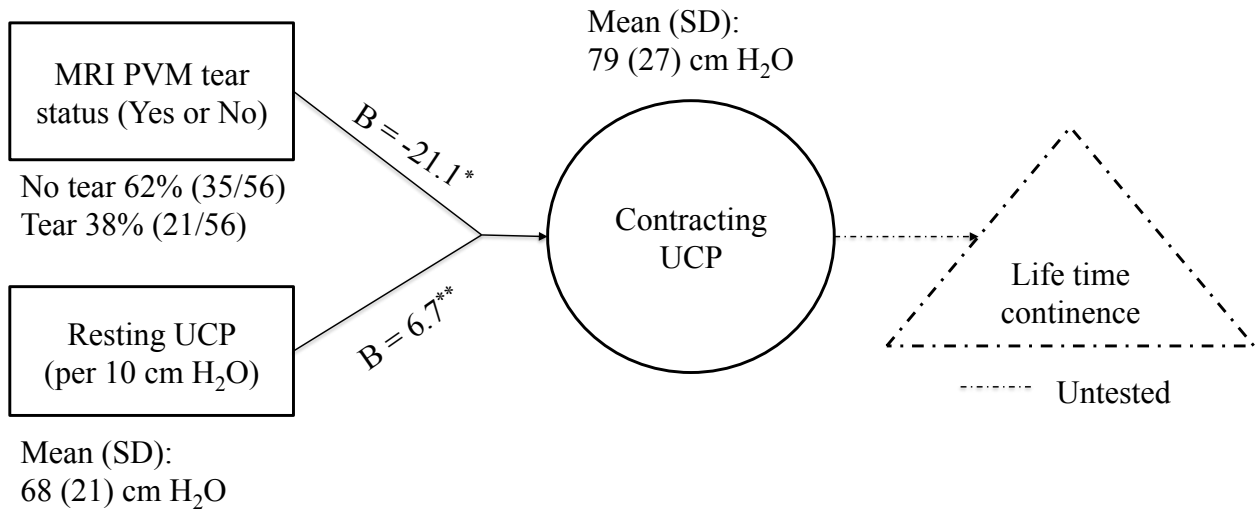 MRI PVM tear
status (Yes or No)
No tear 62% (35/56)
Tear 38% (21/56)
B = -21.1*
Resting UCP
(per 10 cm H₂O)
Mean (SD):
68 (21) cm H₂O
B = 6.7**
Mean (SD):
79 (27) cm H₂O
Contracting
UCP
Life time
continence
Untested